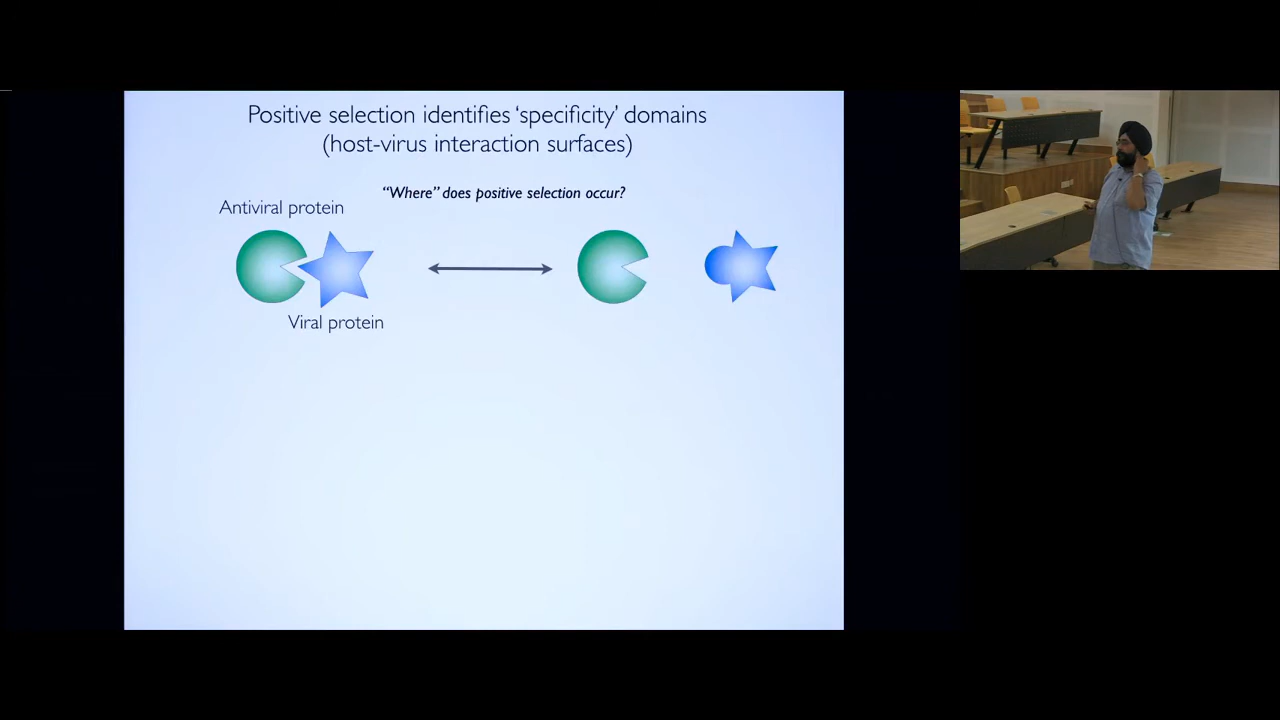 Positive selection identifies ‘specificity’ domains
(host-virus interaction surfaces)
“Where” does positive selection occur?
Antiviral protein
Viral protein